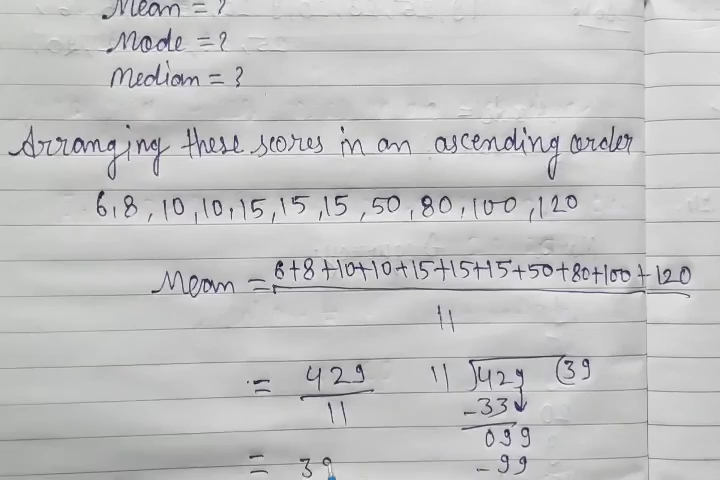 Mean = ?
Mode = ?
Median = ?
Arranging these scores in an ascending order
6, 8, 10, 10, 15, 15, 15, 50, 80, 100, 120
Mean = 6+8+10+10+15+15+15+50+80+100+120
11
= 429 11)429(39
11 -33
099
= 39 -99